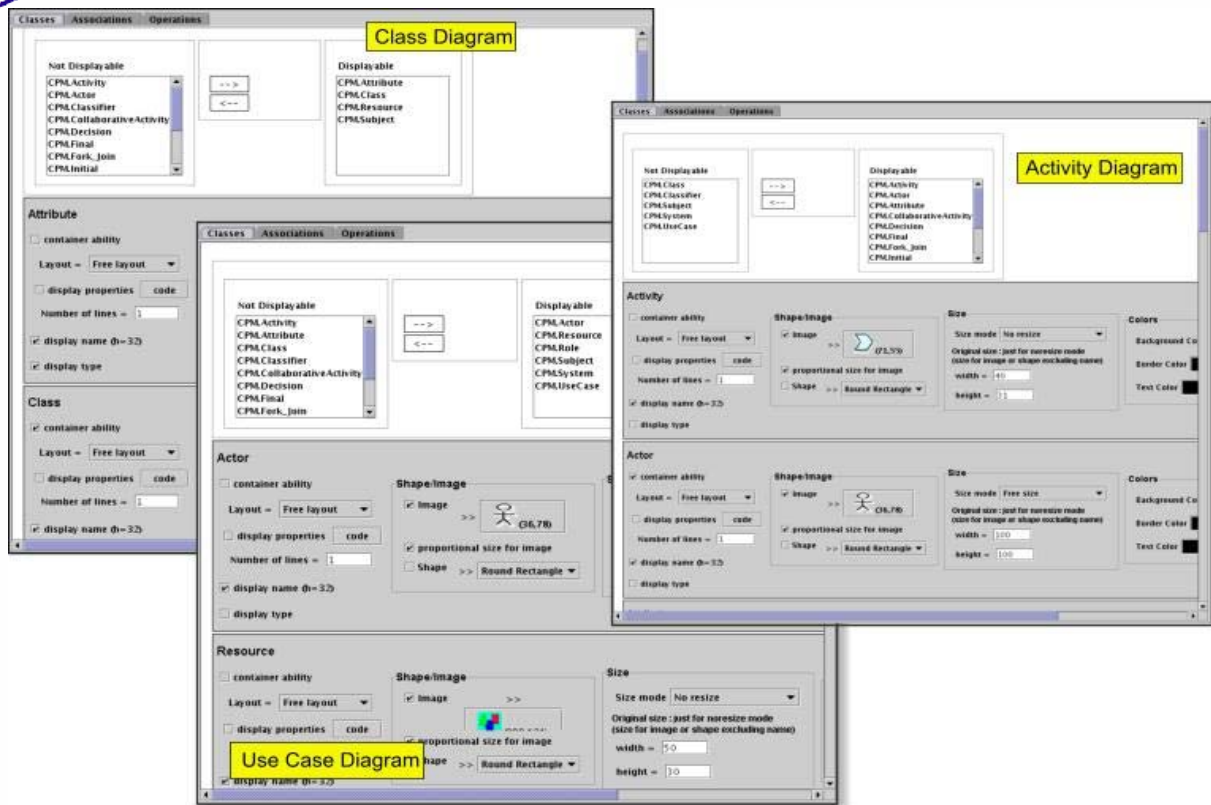 Classes Associations Operations
Class Diagram
Not Displayable
CPM.Activity
CPM.Actor
CPM.Classifier
CPM.CollaborativeActivity
CPM.Decision
CPM.Final
CPM.Fork_Join
CPM.Initial
-->
<--
Displayable
CPM.Attribute
CPM.Class
CPM.Resource
CPM.Subject
Attribute
container ability
Layout = Free layout
display properties code
Number of lines = 1
display name (h=32)
display type
Class
container ability
Layout = Free layout
display properties code
Number of lines = 1
display name (h=32)
Classes Associations Operations
Not Displayable
CPM.Activity
CPM.Attribute
CPM.Class
CPM.Classifier
CPM.CollaborativeActivity
CPM.Decision
CPM.Final
CPM.Fork_Join
-->
<--
Displayable
CPM.Actor
CPM.Resource
CPM.Role
CPM.Subject
CPM.System
CPM.UseCase
Actor
container ability
Layout = Free layout
display properties code
Number of lines = 1
display name (h=32)
display type
Shape/Image
Image
>> (36,78)
proportional size for image
Shape >> Round Rectangle
Resource
container ability
Layout = Free layout
display properties code
Use Case Diagram
display name (h=32)
Shape/Image
Image >>
proportional size for image
Shape >> Round Rectangle
Size
Size mode No resize
Original size : just for noresize mode
(size for image or shape excluding name)
width = 50
height = 30
Classes Associations Operations
Activity Diagram
Not Displayable
CPM.Class
CPM.Classifier
CPM.Subject
CPM.System
CPM.UseCase
-->
<--
Displayable
CPM.Activity
CPM.Actor
CPM.Attribute
CPM.CollaborativeActivity
CPM.Decision
CPM.Final
CPM.Fork_Join
CPM.Initial
Activity
container ability
Layout = Free layout
display properties code
Number of lines = 1
display name (h=32)
display type
Shape/Image
Image
>> (71,55)
proportional size for image
Shape >> Round Rectangle
Size
Size mode No resize
Original size : just for noresize mode
(size for image or shape excluding name)
width = 40
height =
Colors
Background Co
Border Color
Text Color
Actor
container ability
Layout = Free layout
display properties code
Number of lines = 1
display name (h=32)
display type
Shape/Image
Image
>> (36,78)
proportional size for image
Shape >> Round Rectangle
Size
Size mode Free size
Original size : just for noresize mode
(size for image or shape excluding name)
width = 100
height = 100
Colors
Background Co
Border Color
Text Color